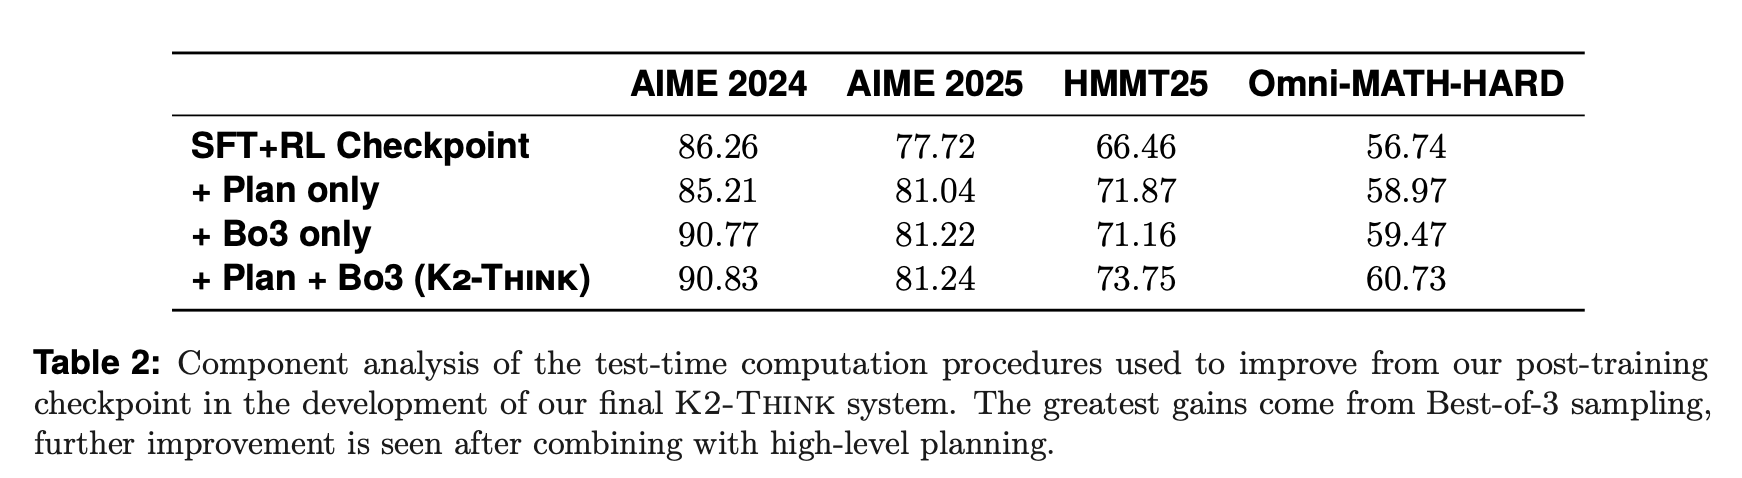 AIME 2024 AIME 2025 HMMT25 Omni-MATH-HARD
SFT+RL Checkpoint 86.26 77.72 66.46 56.74
+ Plan only 85.21 81.04 71.87 58.97
+ Bo3 only 90.77 81.22 71.16 59.47
+ Plan + Bo3 (K2-THINK) 90.83 81.24 73.75 60.73
Table 2: Component analysis of the test-time computation procedures used to improve from our post-training
checkpoint in the development of our final K2-THINK system. The greatest gains come from Best-of-3 sampling,
further improvement is seen after combining with high-level planning.